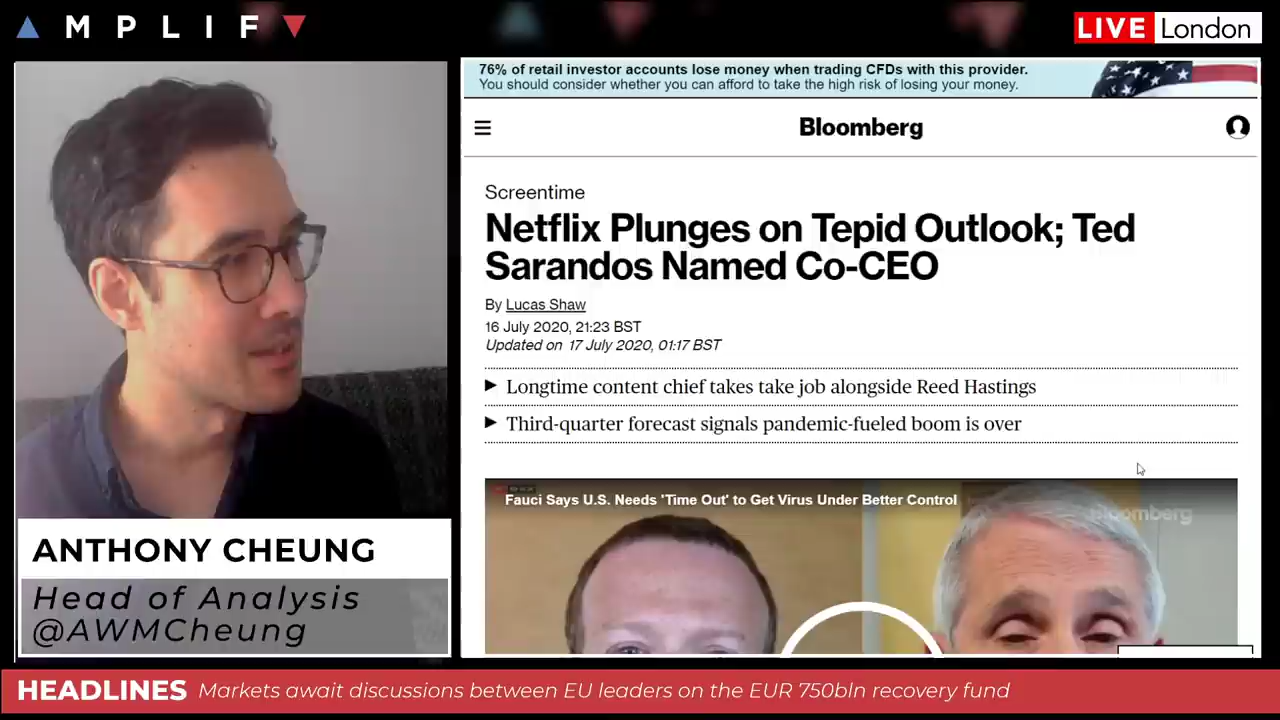 AMPLIFY
LIVE London
76% of retail investor accounts lose money when trading CFDs with this provider.
You should consider whether you can afford to take the high risk of losing your money.
Bloomberg
Screentime
Netflix Plunges on Tepid Outlook; Ted
Sarandos Named Co-CEO
By Lucas Shaw
16 July 2020, 21:23 BST
Updated on 17 July 2020, 01:17 BST
Longtime content chief takes take job alongside Reed Hastings
Third-quarter forecast signals pandemic-fueled boom is over
Fauci Says U.S. Needs 'Time Out' to Get Virus Under Better Control
Bloomberg
ANTHONY CHEUNG
Head of Analysis
@AWMCheung
HEADLINES Markets await discussions between EU leaders on the EUR 750bln recovery fund